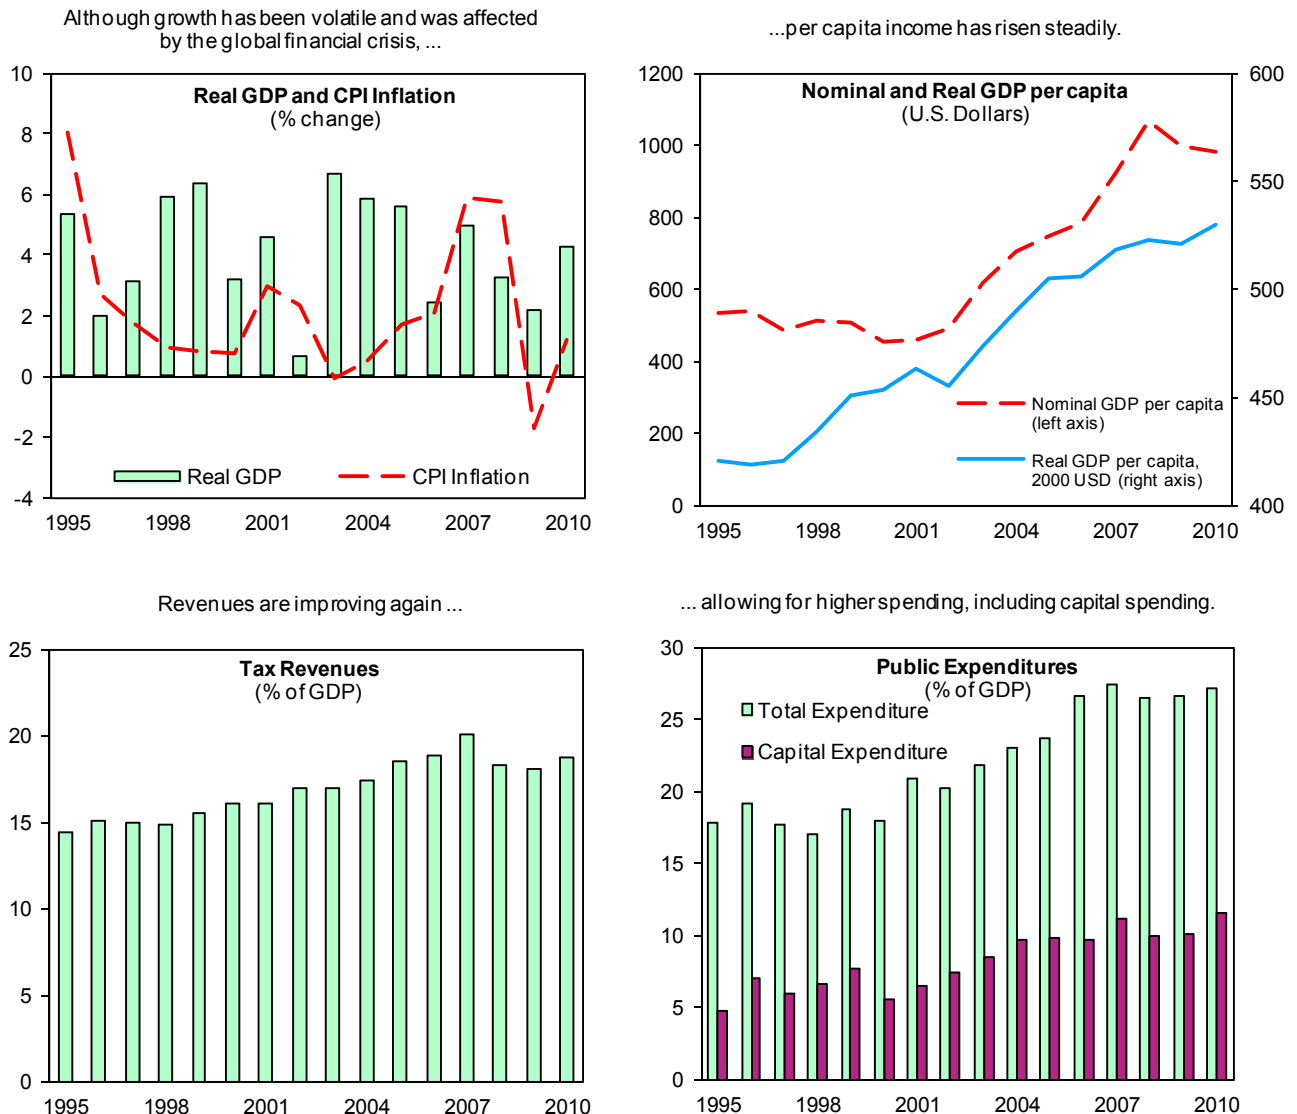 Although growth has been volatile and was affected
by the global financial crisis, ...
10
8
6
4
2
0
-2
-4
Real GDP and CPI Inflation
(% change)
Real GDP
CPI Inflation
1995
1998
2001
2004
2007
2010
...per capita income has risen steadily.
1200
1000
800
600
400
200
0
Nominal and Real GDP per capita
(U.S. Dollars)
600
550
500
450
400
Nominal GDP per capita
(left axis)
Real GDP per capita,
2000 USD (right axis)
1995
1998
2001
2004
2007
2010
Revenues are improving again ...
25
20
15
10
5
0
Tax Revenues
(% of GDP)
1995
1998
2001
2004
2007
2010
... allowing for higher spending, including capital spending.
30
25
20
15
10
5
0
Public Expenditures
(% of GDP)
Total Expenditure
Capital Expenditure
1995
1998
2001
2004
2007
2010